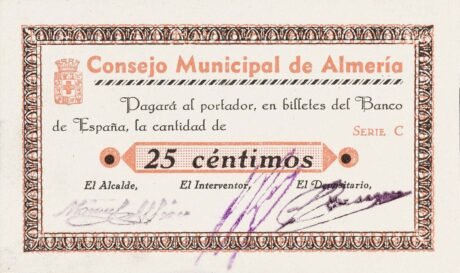 Consejo Municipal de Almería
Pagará al portador, en billetes del Banco
de España, la cantidad de
SERIE C
25 céntimos
El Alcalde, El Interventor, El Depositario,